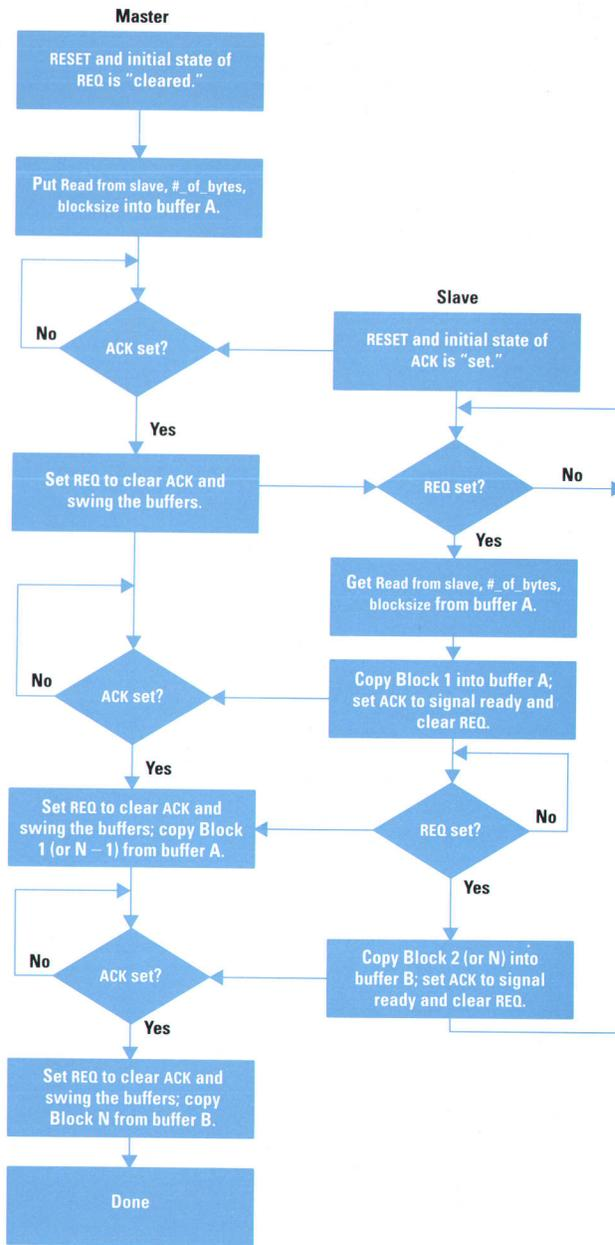 Master
RESET and initial state of
REQ is "cleared."
Put Read from slave, #_of_bytes,
blocksize into buffer A.
No
ACK set?
Yes
Slave
RESET and initial state of
ACK is "set."
Set REQ to clear ACK and
swing the buffers.
REQ set?
No
Yes
Get Read from slave, #_of_bytes,
blocksize from buffer A.
No
ACK set?
Yes
Copy Block 1 into buffer A;
set ACK to signal ready and
clear REQ.
Set REQ to clear ACK and
swing the buffers; copy Block
1 (or N – 1) from buffer A.
REQ set?
No
Yes
No
ACK set?
Yes
Copy Block 2 (or N) into
buffer B; set ACK to signal
ready and clear REQ.
Set REQ to clear ACK and
swing the buffers; copy
Block N from buffer B.
Done